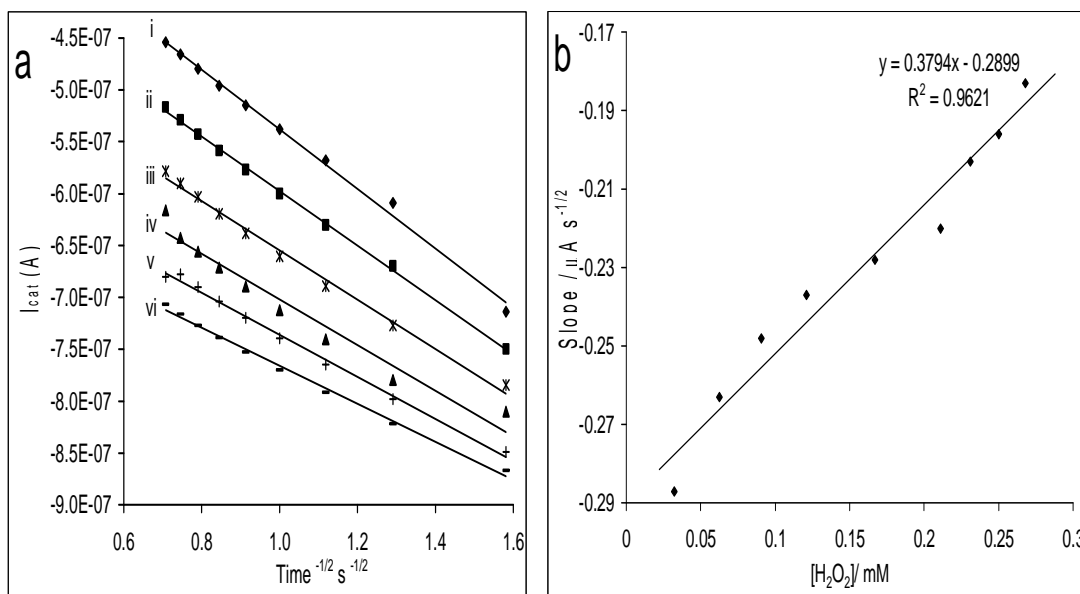 a
i
ii
iii
iv
v
vi
-4.5E-07
-5.0E-07
-5.5E-07
-6.0E-07
-6.5E-07
-7.0E-07
-7.5E-07
-8.0E-07
-8.5E-07
-9.0E-07
Icat (A)
0.6 0.8 1.0 1.2 1.4 1.6
Time -1/2 s -1/2
b
y = 0.3794x - 0.2899
R2 = 0.9621
-0.17
-0.19
-0.21
-0.23
-0.25
-0.27
-0.29
Slope / µA s -1/2
0 0.05 0.1 0.15 0.2 0.25 0.3
[H2O2]/ mM